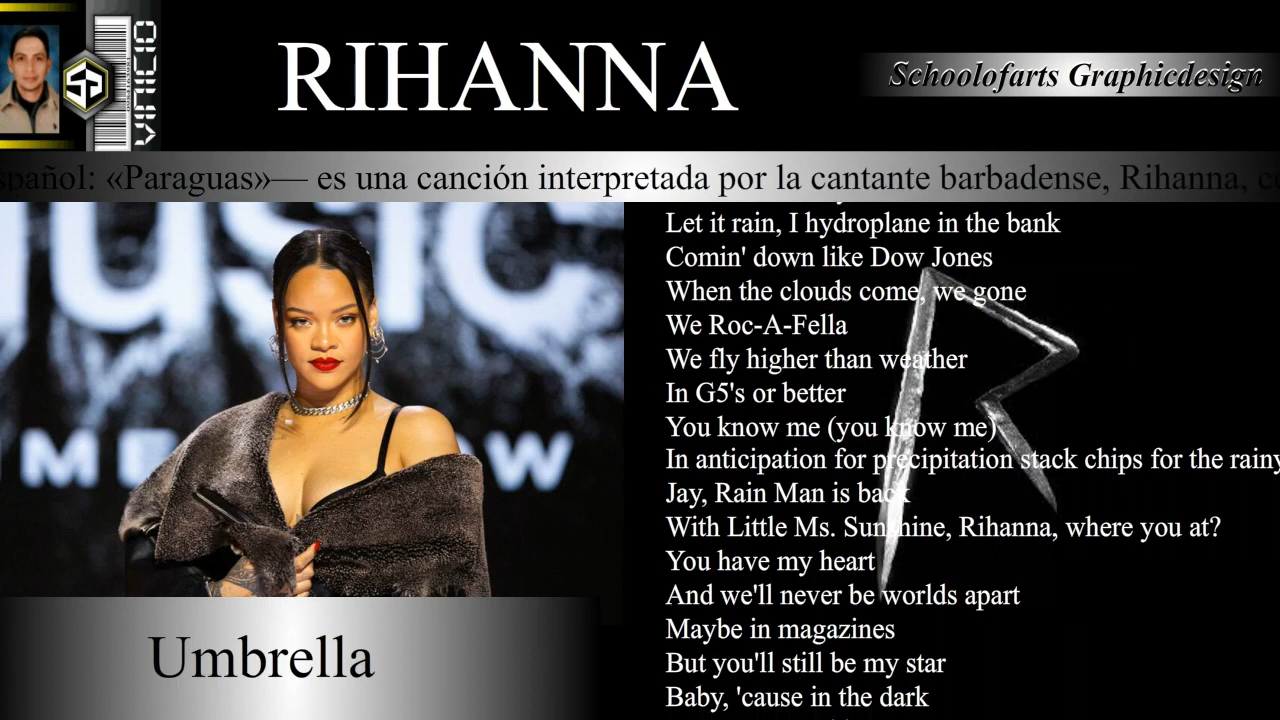 RIHANNA
Schoolofarts Graphicdesign
VINICIO
spañol: «Paraguas»— es una canción interpretada por la cantante barbadense, Rihanna, c
usic
ME OW
Let it rain, I hydroplane in the bank
Comin' down like Dow Jones
When the clouds come, we gone
We Roc-A-Fella
We fly higher than weather
In G5's or better
You know me (you know me)
In anticipation for precipitation stack chips for the rainy
Jay, Rain Man is back
With Little Ms. Sunshine, Rihanna, where you at?
You have my heart
And we'll never be worlds apart
Maybe in magazines
But you'll still be my star
Baby, 'cause in the dark
R
Umbrella